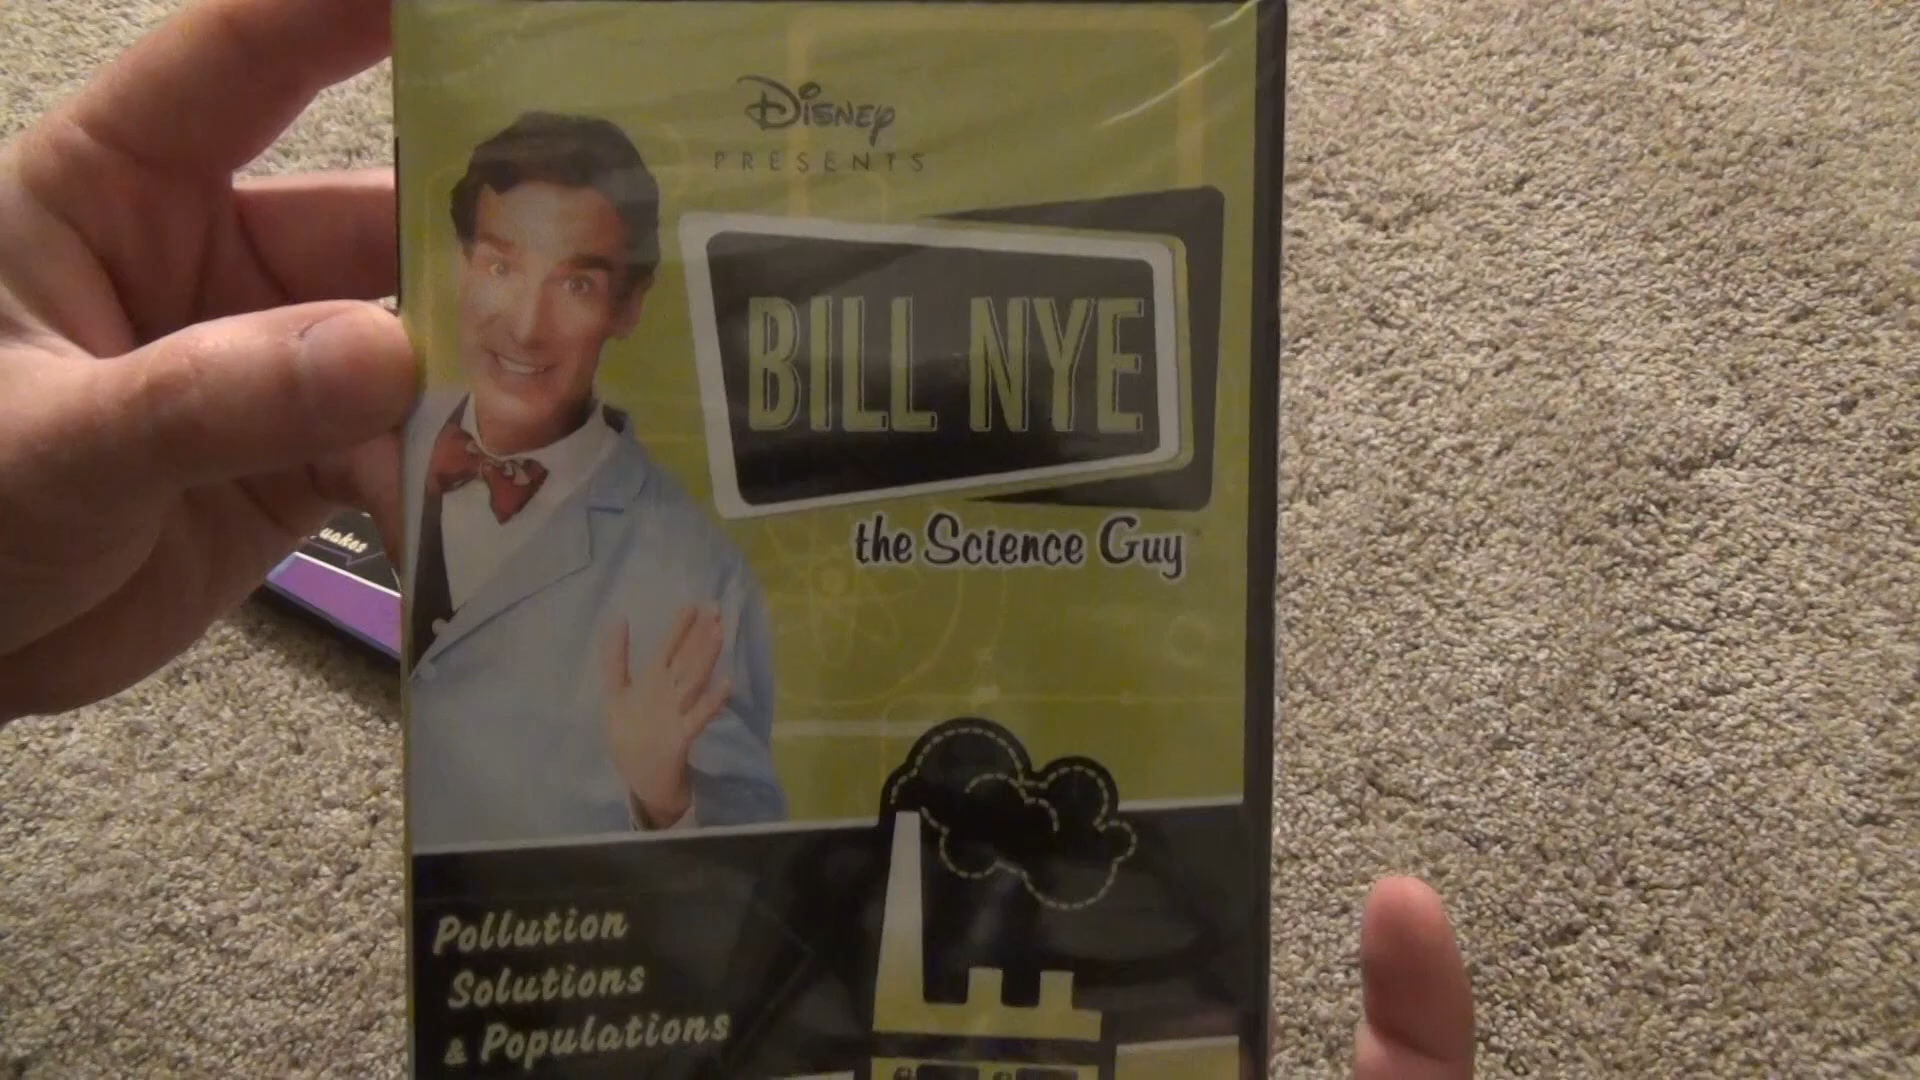 Disney
PRESENTS
BILL NYE
the Science Guy
Pollution
Solutions
& Populations